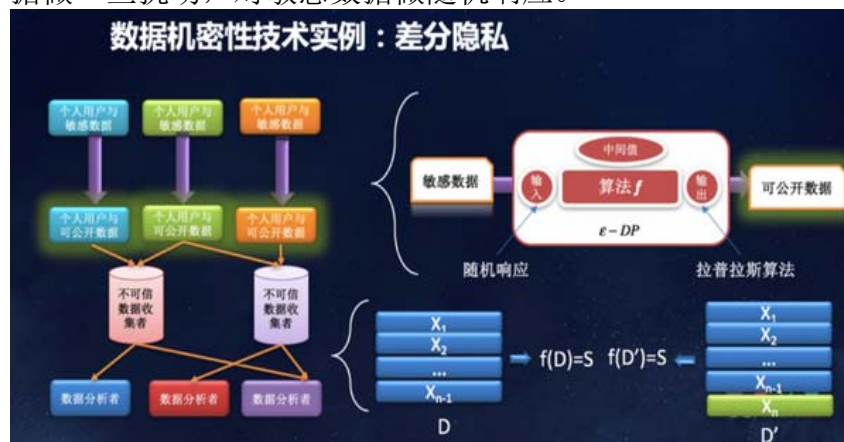 数据机密性技术实例：差分隐私
个人用户与
敏感数据
个人用户与
敏感数据
个人用户与
敏感数据
个人用户与
可公开数据
个人用户与
可公开数据
个人用户与
可公开数据
不可信
数据收
集者
不可信
数据收
集者
数据分析者
数据分析者
数据分析者
敏感数据
输
入
中间值
算法f
输
出
ε-DP
可公开数据
随机响应
拉普拉斯算法
X₁
X₂
...
Xₙ₋₁
D
f(D)=S
f(D′)=S
X₁
X₂
...
Xₙ₋₁
Xₙ
D′